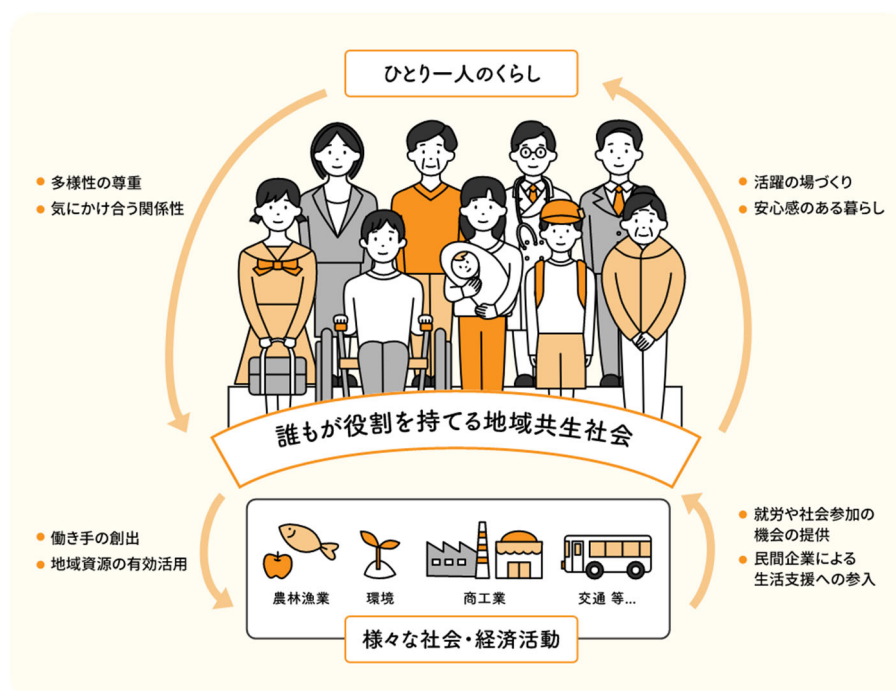 ひとり一人のくらし
● 多様性の尊重
● 気にかけ合う関係性
● 活躍の場づくり
● 安心感のある暮らし
誰もが役割を持てる地域共生社会
● 働き手の創出
● 地域資源の有効活用
● 就労や社会参加の
機会の提供
● 民間企業による
生活支援への参入
農林漁業
環境
商工業
交通 等...
様々な社会・経済活動